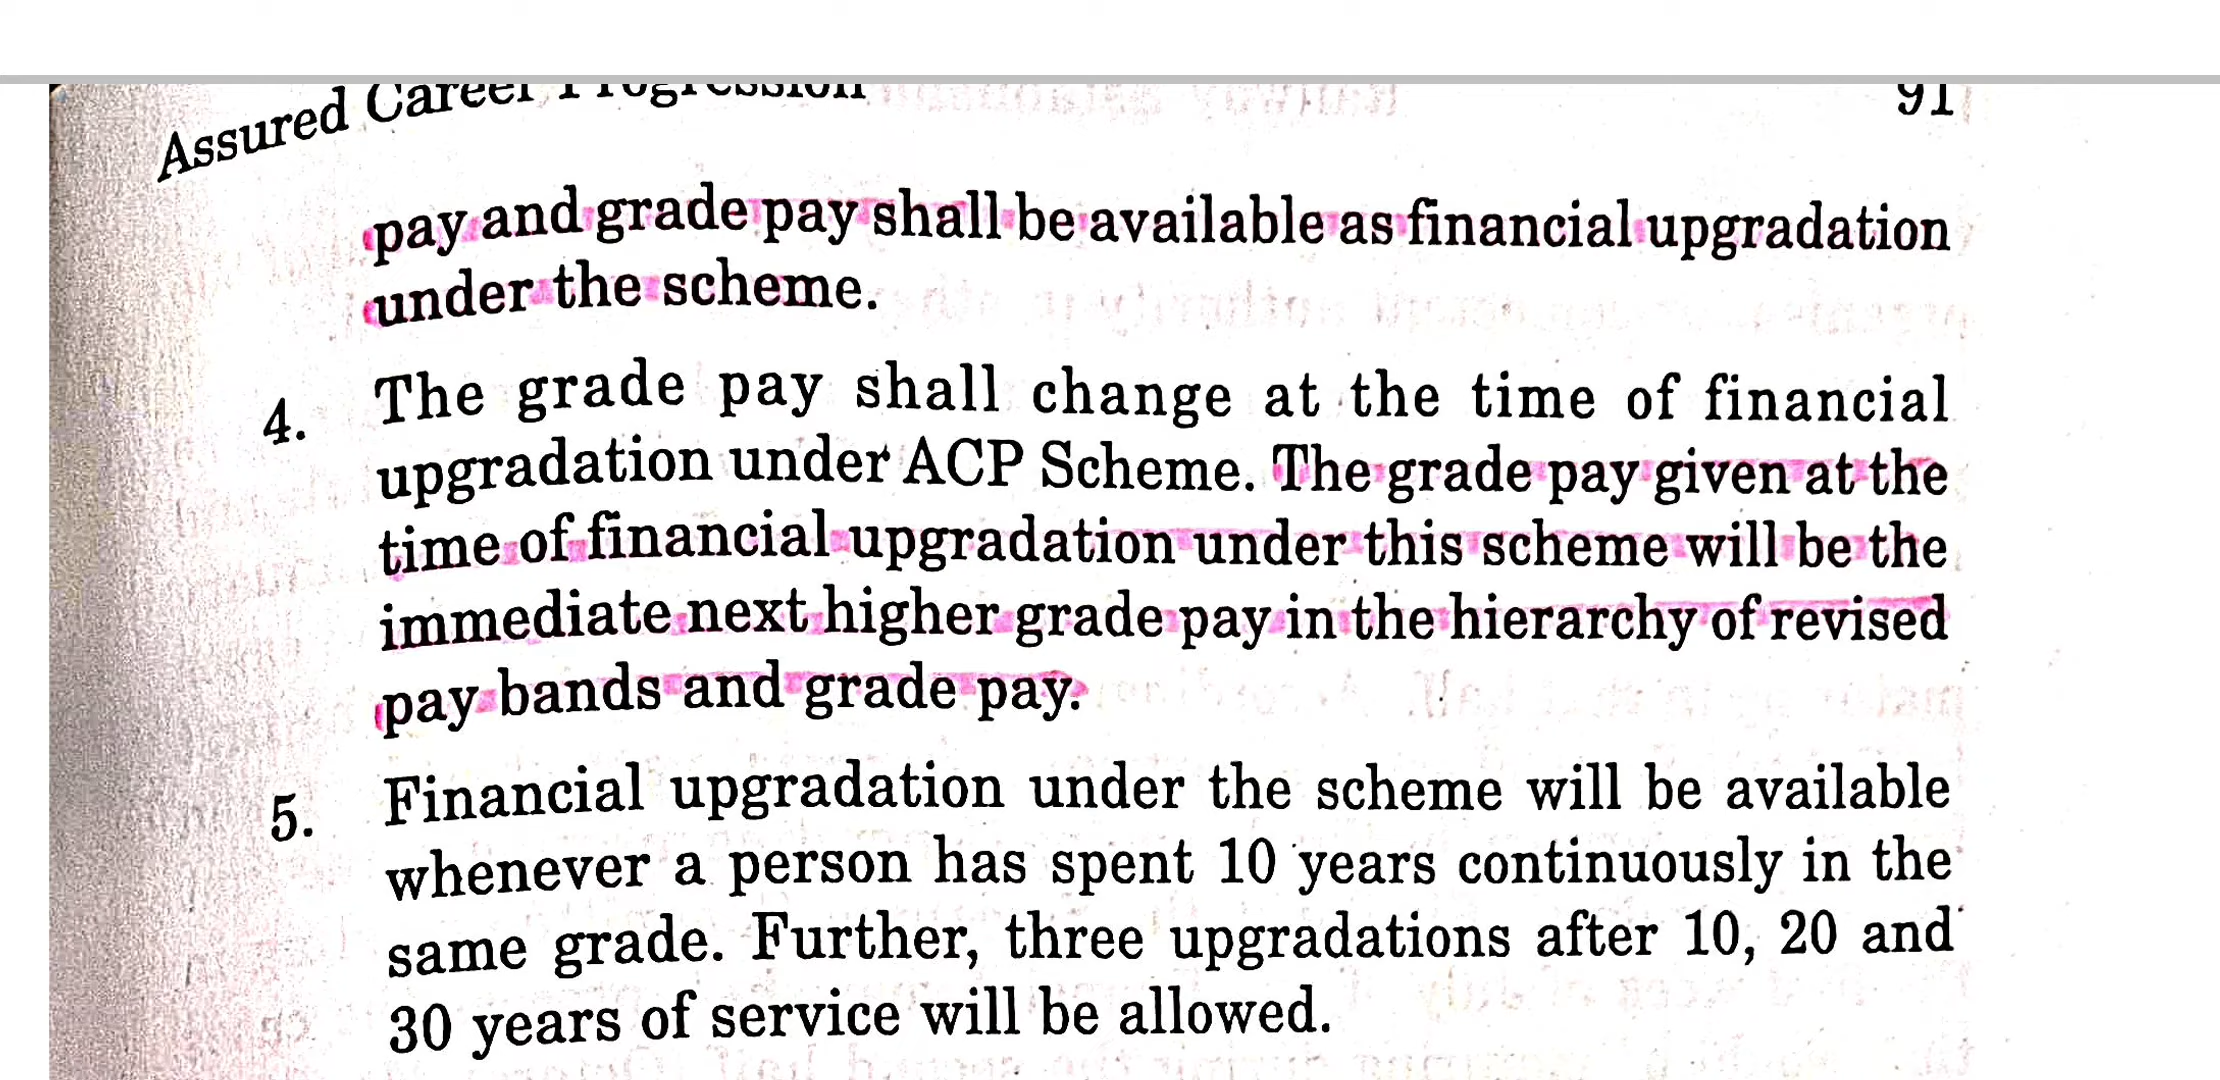 Assured Career Progression
91
pay and grade pay shall be available as financial upgradation
under the scheme.
4. The grade pay shall change at the time of financial
upgradation under ACP Scheme. The grade pay given at the
time of financial upgradation under this scheme will be the
immediate next higher grade pay in the hierarchy of revised
pay bands and grade pay.
5. Financial upgradation under the scheme will be available
whenever a person has spent 10 years continuously in the
same grade. Further, three upgradations after 10, 20 and
30 years of service will be allowed.